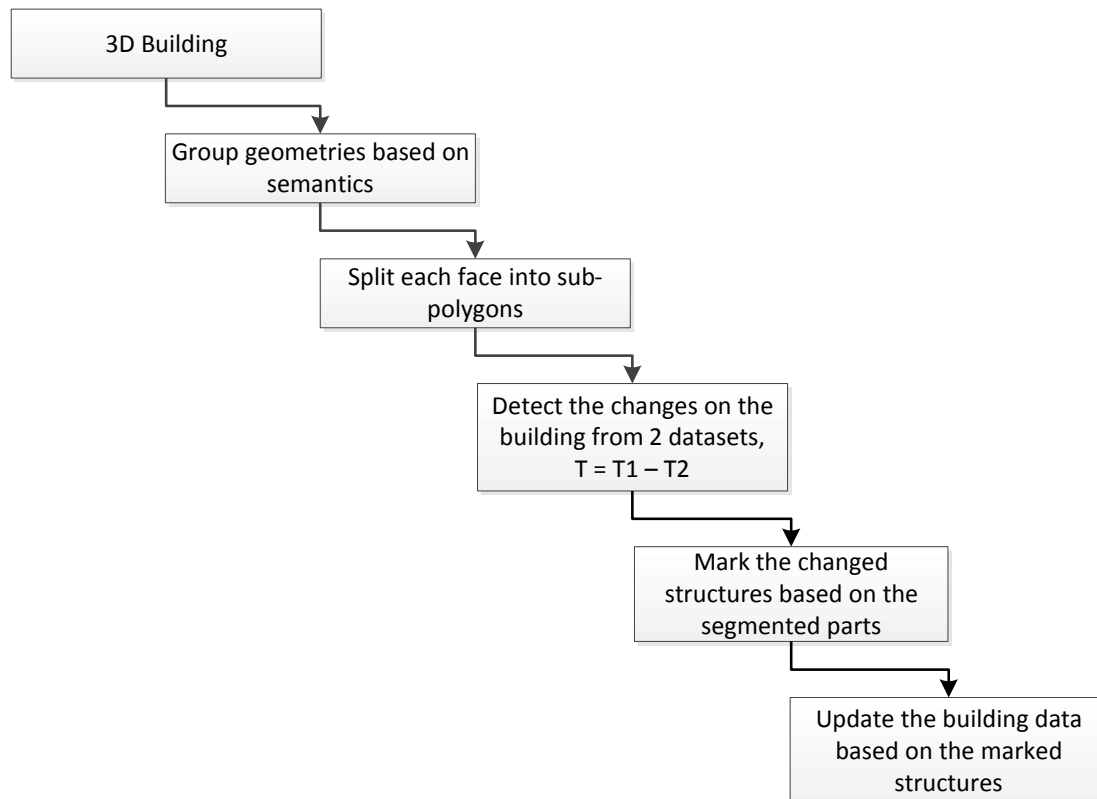 3D Building
Group geometries based on
semantics
Split each face into sub-
polygons
Detect the changes on the
building from 2 datasets,
T = T1 – T2
Mark the changed
structures based on the
segmented parts
Update the building data
based on the marked
structures